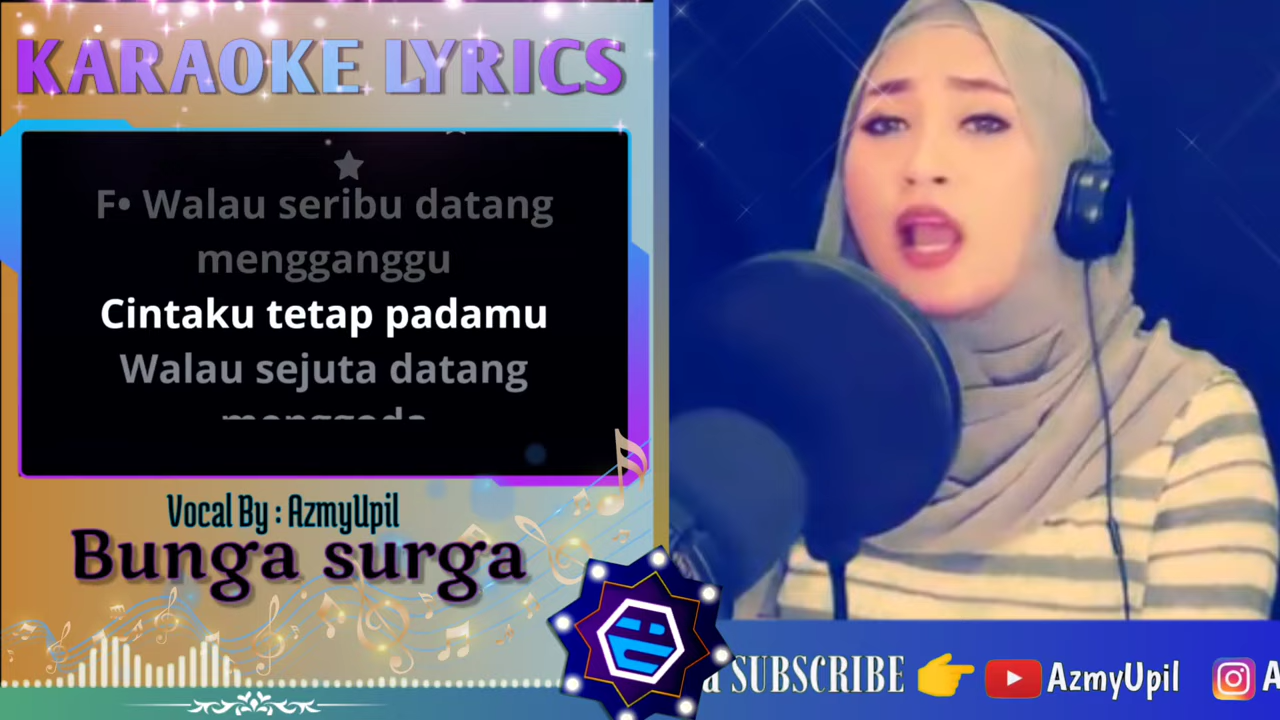 KARAOKE LYRICS
F• Walau seribu datang
mengganggu
Cintaku tetap padamu
Walau sejuta datang
Vocal By : AzmyUpil
Bunga surga
SUBSCRIBE 👉 AzmyUpil